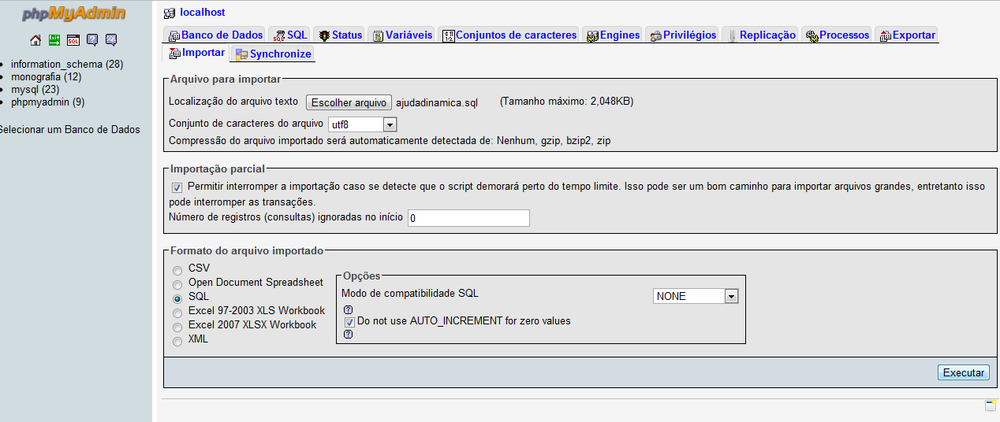 phpMyAdmin
localhost
Banco de Dados SQL Status Variáveis Conjuntos de caracteres Engines Privilégios Replicação Processos Exportar
Importar Synchronize
information_schema (28)
monografia (12)
mysql (23)
phpmyadmin (9)
Selecionar um Banco de Dados
Arquivo para importar
Localização do arquivo texto Escolher arquivo ajudadinamica.sql (Tamanho máximo: 2,048KB)
Conjunto de caracteres do arquivo utf8
Compressão do arquivo importado será automaticamente detectada de: Nenhum, gzip, bzip2, zip
Importação parcial
Permitir interromper a importação caso se detecte que o script demorará perto do tempo limite. Isso pode ser um bom caminho para importar arquivos grandes, entretanto isso
pode interromper as transações.
Número de registros (consultas) ignoradas no início 0
Formato do arquivo importado
CSV
Open Document Spreadsheet
SQL
Excel 97-2003 XLS Workbook
Excel 2007 XLSX Workbook
XML
Opções
Modo de compatibilidade SQL NONE
Do not use AUTO_INCREMENT for zero values
Executar